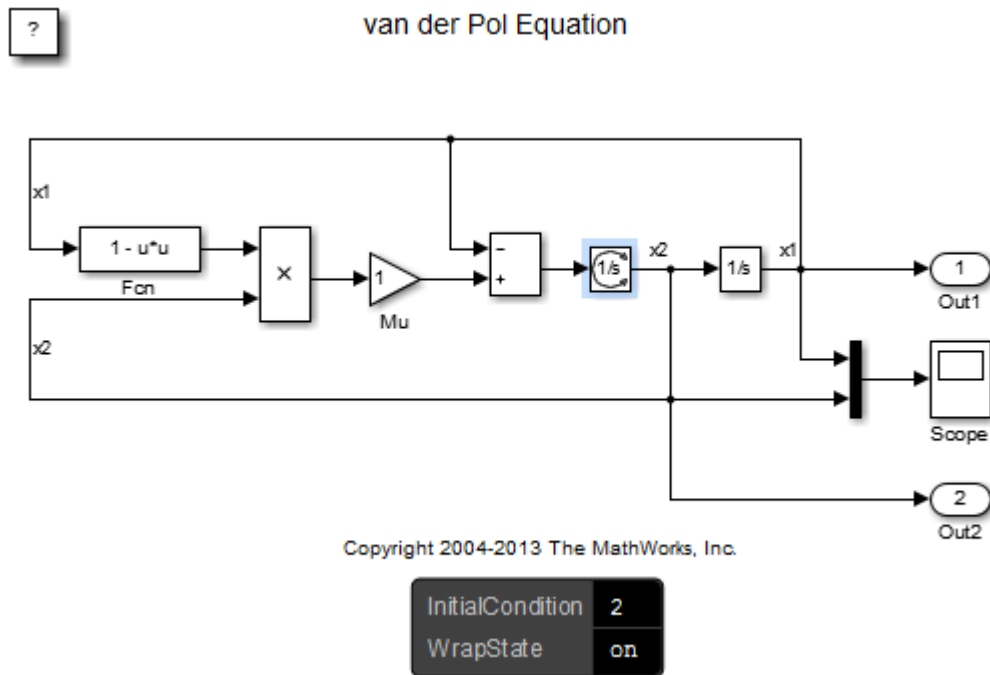 ?
van der Pol Equation
x1
1 - u*u
Fcn
×
1
Mu
−
+
1/s
x2
1/s
x1
1
Out1
x2
Scope
2
Out2
Copyright 2004-2013 The MathWorks, Inc.
InitialCondition 2
WrapState on